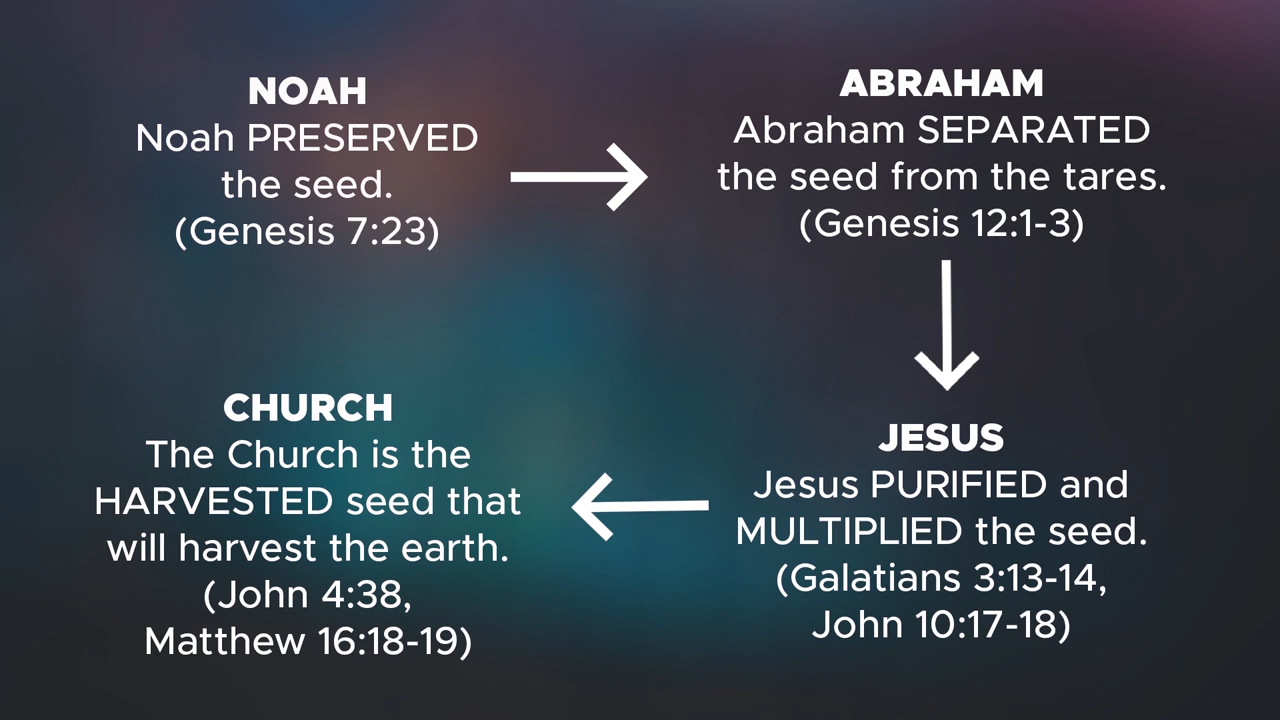 NOAH
Noah PRESERVED
the seed.
(Genesis 7:23)
ABRAHAM
Abraham SEPARATED
the seed from the tares.
(Genesis 12:1-3)
JESUS
Jesus PURIFIED and
MULTIPLIED the seed.
(Galatians 3:13-14,
John 10:17-18)
CHURCH
The Church is the
HARVESTED seed that
will harvest the earth.
(John 4:38,
Matthew 16:18-19)